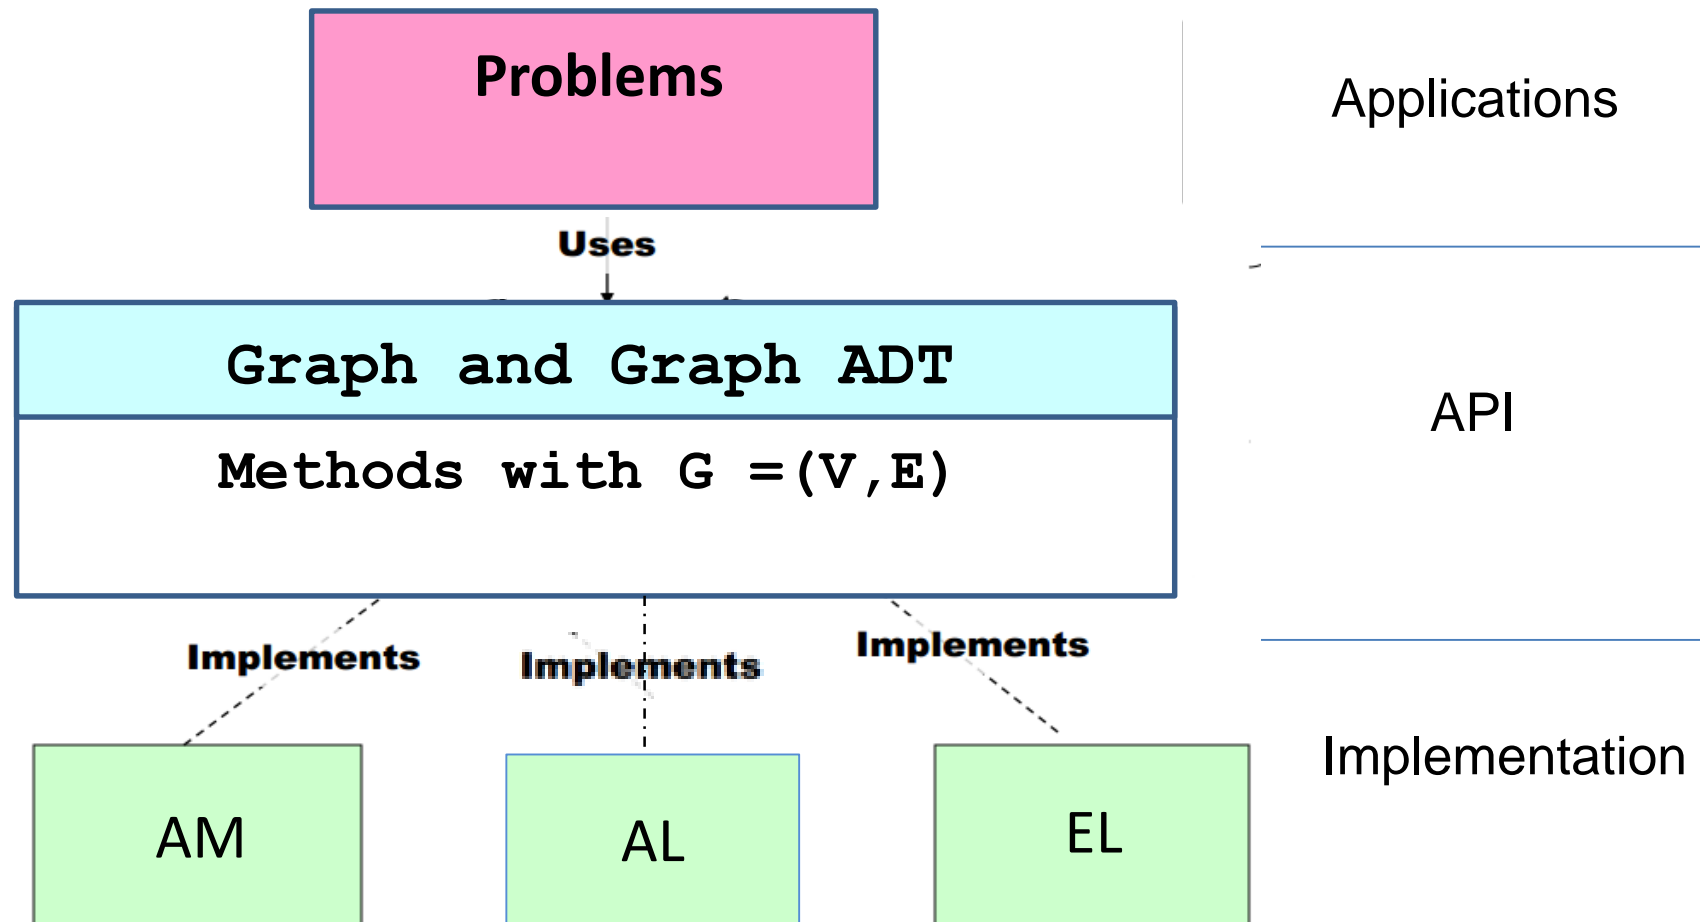 Problems
Applications
Uses
Graph and Graph ADT
API
Methods with G =(V,E)
Implements
Implements
Implements
Implementation
AM
AL
EL